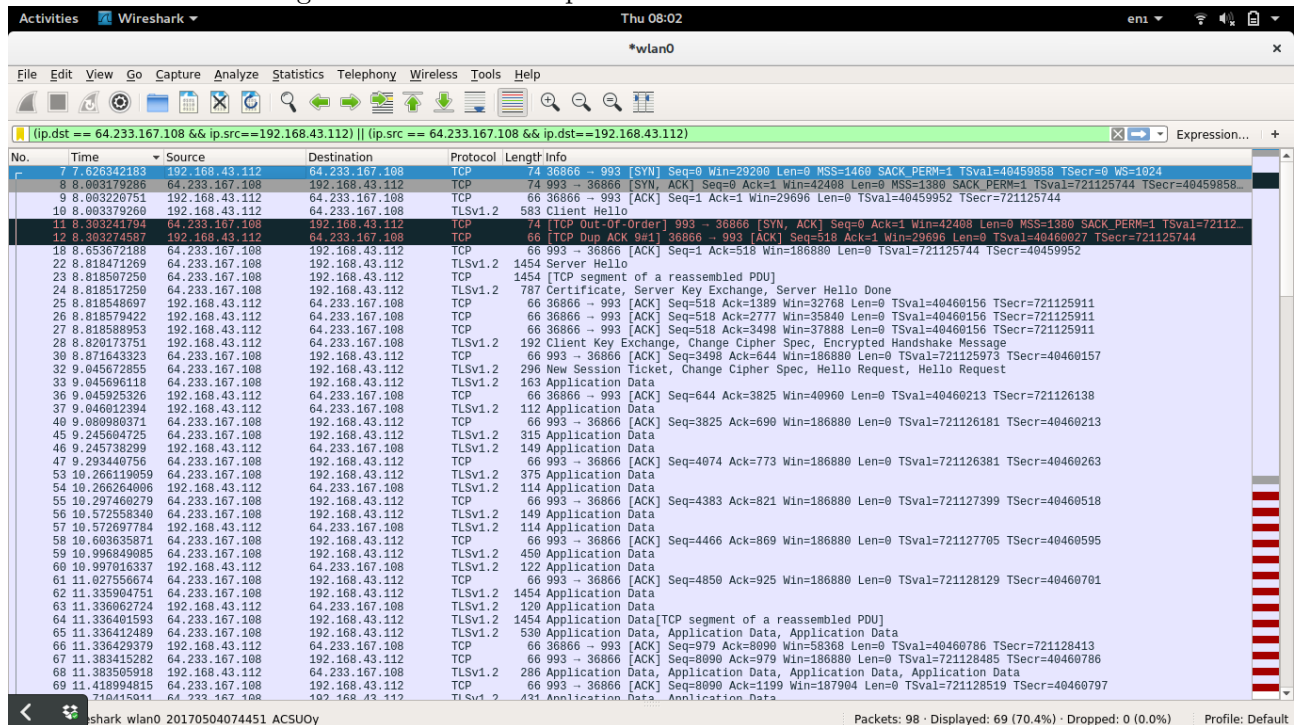 Activities Wireshark Thu 08:02 en1
*wlan0
File Edit View Go Capture Analyze Statistics Telephony Wireless Tools Help
(ip.dst == 64.233.167.108 && ip.src==192.168.43.112) || (ip.src == 64.233.167.108 && ip.dst==192.168.43.112) Expression... +
No. Time Source Destination Protocol Length Info
7 7.626342183 192.168.43.112 64.233.167.108 TCP 74 36866 → 993 [SYN] Seq=0 Win=29200 Len=0 MSS=1460 SACK_PERM=1 TSval=40459858 TSecr=0 WS=1024
8 8.003179286 64.233.167.108 192.168.43.112 TCP 74 993 → 36866 [SYN, ACK] Seq=0 Ack=1 Win=42408 Len=0 MSS=1380 SACK_PERM=1 TSval=721125744 TSecr=40459858…
9 8.003220751 192.168.43.112 64.233.167.108 TCP 66 36866 → 993 [ACK] Seq=1 Ack=1 Win=29696 Len=0 TSval=40459952 TSecr=721125744
10 8.003379260 192.168.43.112 64.233.167.108 TLSv1.2 583 Client Hello
11 8.303241794 64.233.167.108 192.168.43.112 TCP 74 [TCP Out-Of-Order] 993 → 36866 [SYN, ACK] Seq=0 Ack=1 Win=42408 Len=0 MSS=1380 SACK_PERM=1 TSval=72112…
12 8.303274587 192.168.43.112 64.233.167.108 TCP 66 [TCP Dup ACK 9#1] 36866 → 993 [ACK] Seq=518 Ack=1 Win=29696 Len=0 TSval=40460027 TSecr=721125744
18 8.653672188 64.233.167.108 192.168.43.112 TCP 66 993 → 36866 [ACK] Seq=1 Ack=518 Win=186880 Len=0 TSval=721125744 TSecr=40459952
22 8.818471269 64.233.167.108 192.168.43.112 TLSv1.2 1454 Server Hello
23 8.818507250 64.233.167.108 192.168.43.112 TCP 1454 [TCP segment of a reassembled PDU]
24 8.818517250 64.233.167.108 192.168.43.112 TLSv1.2 787 Certificate, Server Key Exchange, Server Hello Done
25 8.818548697 192.168.43.112 64.233.167.108 TCP 66 36866 → 993 [ACK] Seq=518 Ack=1389 Win=32768 Len=0 TSval=40460156 TSecr=721125911
26 8.818579422 192.168.43.112 64.233.167.108 TCP 66 36866 → 993 [ACK] Seq=518 Ack=2777 Win=35840 Len=0 TSval=40460156 TSecr=721125911
27 8.818588953 192.168.43.112 64.233.167.108 TCP 66 36866 → 993 [ACK] Seq=518 Ack=3498 Win=37888 Len=0 TSval=40460156 TSecr=721125911
28 8.820173751 192.168.43.112 64.233.167.108 TLSv1.2 192 Client Key Exchange, Change Cipher Spec, Encrypted Handshake Message
30 8.871643323 64.233.167.108 192.168.43.112 TCP 66 993 → 36866 [ACK] Seq=3498 Ack=644 Win=186880 Len=0 TSval=721125973 TSecr=40460157
32 9.045672855 64.233.167.108 192.168.43.112 TLSv1.2 296 New Session Ticket, Change Cipher Spec, Hello Request, Hello Request
33 9.045696118 64.233.167.108 192.168.43.112 TLSv1.2 163 Application Data
36 9.045925326 192.168.43.112 64.233.167.108 TCP 66 36866 → 993 [ACK] Seq=644 Ack=3825 Win=40960 Len=0 TSval=40460213 TSecr=721126138
37 9.046012394 192.168.43.112 64.233.167.108 TLSv1.2 112 Application Data
40 9.080980371 64.233.167.108 192.168.43.112 TCP 66 993 → 36866 [ACK] Seq=3825 Ack=690 Win=186880 Len=0 TSval=721126181 TSecr=40460213
45 9.245604725 64.233.167.108 192.168.43.112 TLSv1.2 315 Application Data
46 9.245738299 192.168.43.112 64.233.167.108 TLSv1.2 149 Application Data
47 9.293440756 64.233.167.108 192.168.43.112 TCP 66 993 → 36866 [ACK] Seq=4074 Ack=773 Win=186880 Len=0 TSval=721126381 TSecr=40460263
53 10.266119059 64.233.167.108 192.168.43.112 TLSv1.2 375 Application Data
54 10.266264006 192.168.43.112 64.233.167.108 TLSv1.2 114 Application Data
55 10.297460279 64.233.167.108 192.168.43.112 TCP 66 993 → 36866 [ACK] Seq=4383 Ack=821 Win=186880 Len=0 TSval=721127399 TSecr=40460518
56 10.572558340 64.233.167.108 192.168.43.112 TLSv1.2 149 Application Data
57 10.572697784 192.168.43.112 64.233.167.108 TLSv1.2 114 Application Data
58 10.603635871 64.233.167.108 192.168.43.112 TCP 66 993 → 36866 [ACK] Seq=4466 Ack=869 Win=186880 Len=0 TSval=721127705 TSecr=40460595
59 10.996849085 64.233.167.108 192.168.43.112 TLSv1.2 450 Application Data
60 10.997016337 192.168.43.112 64.233.167.108 TLSv1.2 122 Application Data
61 11.027556674 64.233.167.108 192.168.43.112 TCP 66 993 → 36866 [ACK] Seq=4850 Ack=925 Win=186880 Len=0 TSval=721128129 TSecr=40460701
62 11.335904751 64.233.167.108 192.168.43.112 TLSv1.2 1454 Application Data
63 11.336062724 192.168.43.112 64.233.167.108 TLSv1.2 120 Application Data
64 11.336401593 64.233.167.108 192.168.43.112 TLSv1.2 1454 Application Data[TCP segment of a reassembled PDU]
65 11.336412489 64.233.167.108 192.168.43.112 TLSv1.2 530 Application Data, Application Data, Application Data
66 11.336429379 192.168.43.112 64.233.167.108 TCP 66 36866 → 993 [ACK] Seq=979 Ack=8090 Win=58368 Len=0 TSval=40460786 TSecr=721128413
67 11.383415282 64.233.167.108 192.168.43.112 TCP 66 993 → 36866 [ACK] Seq=8090 Ack=979 Win=186880 Len=0 TSval=721128485 TSecr=40460786
68 11.383505918 192.168.43.112 64.233.167.108 TLSv1.2 286 Application Data, Application Data, Application Data, Application Data
69 11.418994815 64.233.167.108 192.168.43.112 TCP 66 993 → 36866 [ACK] Seq=8090 Ack=1199 Win=187904 Len=0 TSval=721128519 TSecr=40460797
.710415911 64.233.167.108 192.168.43.112 TLSv1.2 431 Application Data, Application Data
eshark_wlan0_20170504074451_ACSUOy Packets: 98 · Displayed: 69 (70.4%) · Dropped: 0 (0.0%) Profile: Default